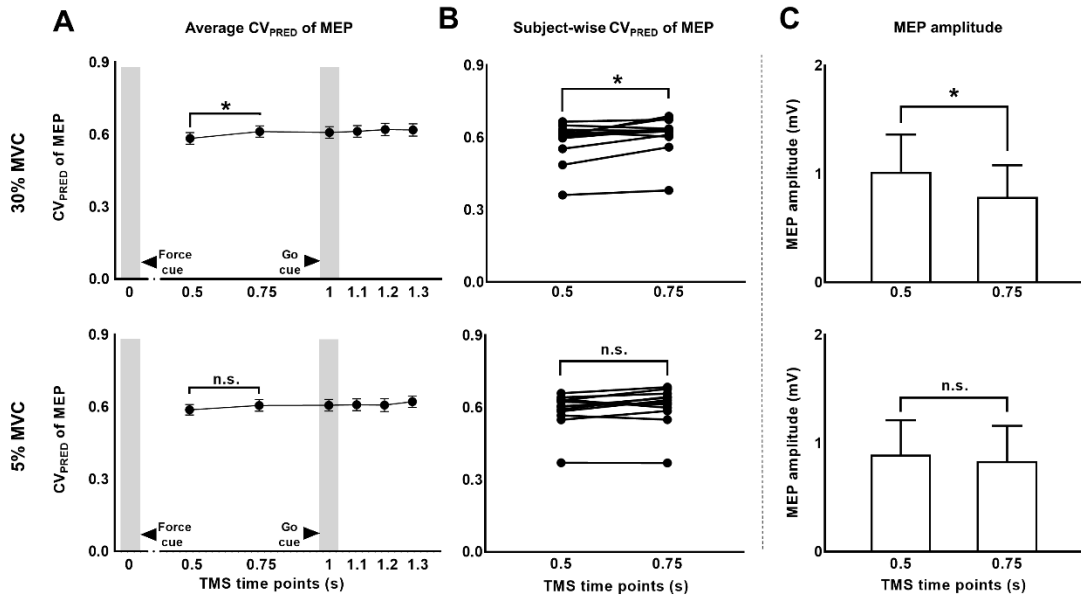 A
Average CVPRED of MEP
B
Subject-wise CVPRED of MEP
C
MEP amplitude
30% MVC
CVPRED of MEP
0.9
0.6
0.3
0.0
*
Force
cue
Go
cue
0 0.5 0.75 1 1.1 1.2 1.3
0.9
0.6
0.3
0.0
*
0.5 0.75
MEP amplitude (mV)
2
1
0
*
0.5 0.75
5% MVC
CVPRED of MEP
0.9
0.6
0.3
0.0
n.s.
Force
cue
Go
cue
0 0.5 0.75 1 1.1 1.2 1.3
TMS time points (s)
0.9
0.6
0.3
0.0
n.s.
0.5 0.75
TMS time points (s)
MEP amplitude (mV)
2
1
0
n.s.
0.5 0.75
TMS time points (s)